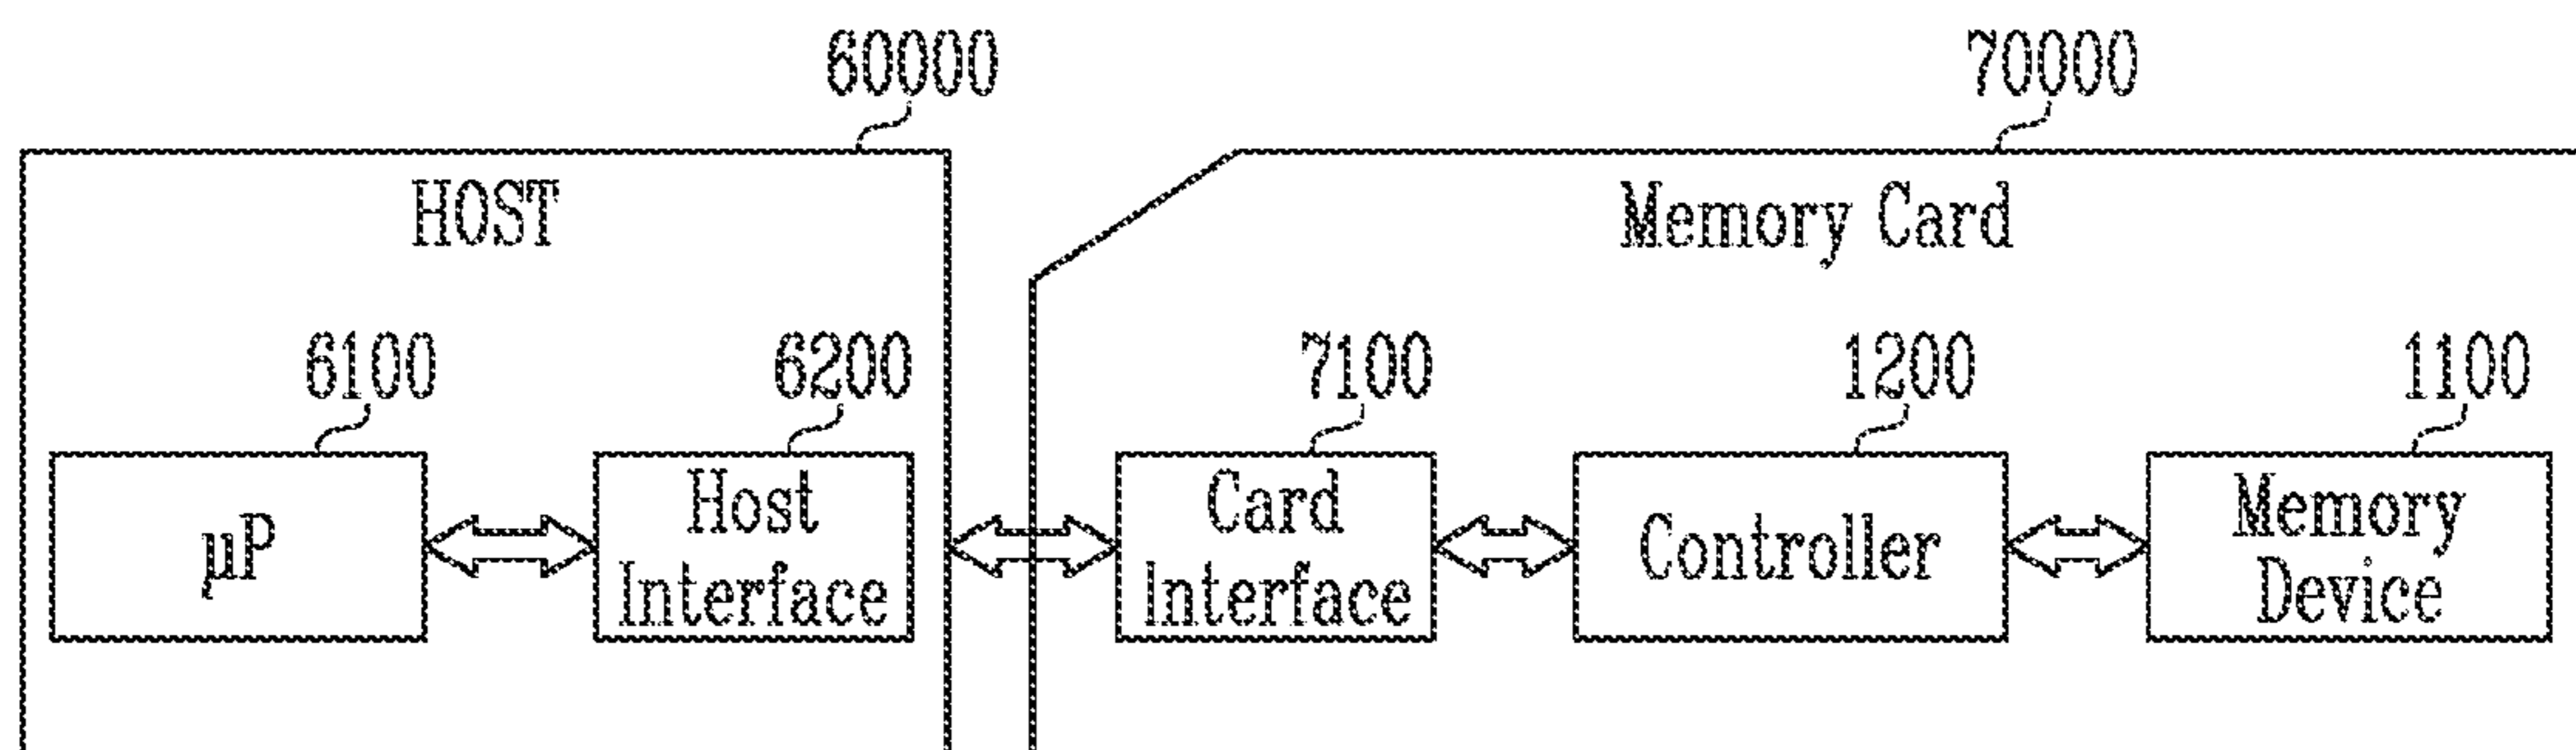 60000
70000
HOST
Memory Card
6100
6200
7100
1200
1100
µP
Host
Interface
Card
Interface
Controller
Memory
Device